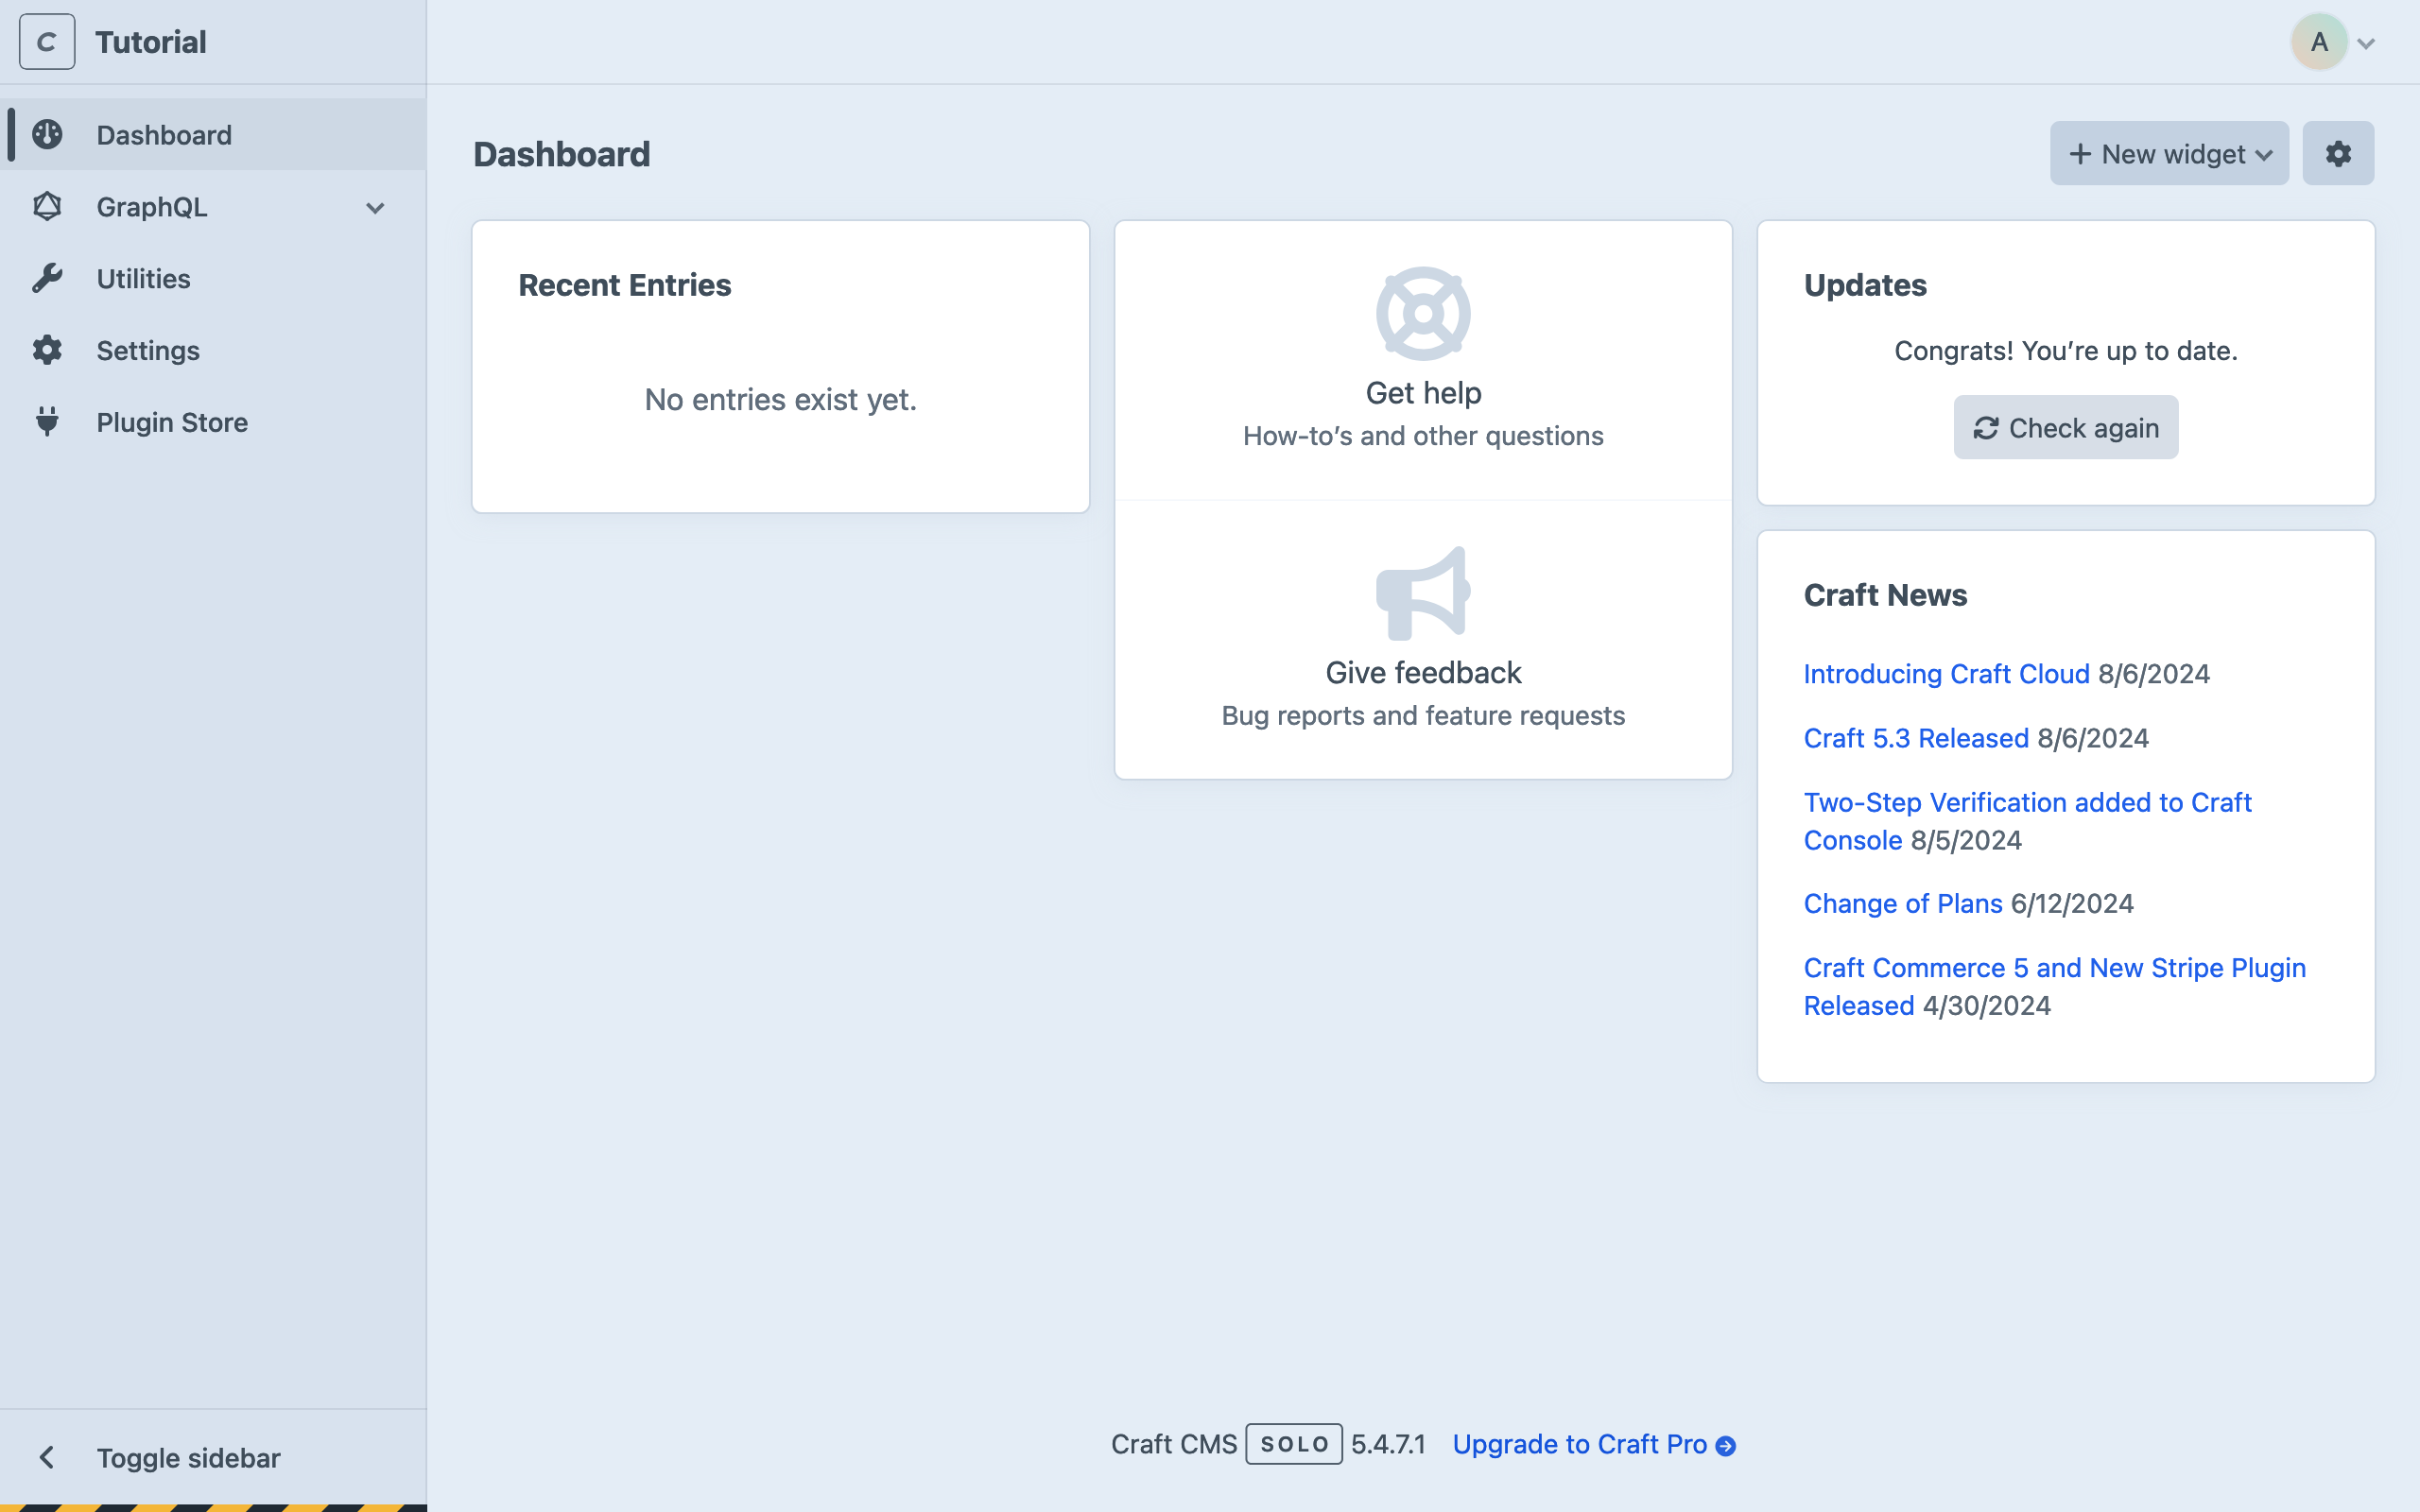 C Tutorial
A
Dashboard
GraphQL
Utilities
Settings
Plugin Store
Toggle sidebar
Dashboard
New widget
Recent Entries
No entries exist yet.
Get help
How-to’s and other questions
Give feedback
Bug reports and feature requests
Updates
Congrats! You’re up to date.
Check again
Craft News
Introducing Craft Cloud 8/6/2024
Craft 5.3 Released 8/6/2024
Two-Step Verification added to Craft
Console 8/5/2024
Change of Plans 6/12/2024
Craft Commerce 5 and New Stripe Plugin
Released 4/30/2024
Craft CMS SOLO 5.4.7.1 Upgrade to Craft Pro